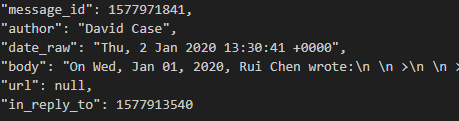 "message_id": 1577971841,
"author": "David Case",
"date_raw": "Thu, 2 Jan 2020 13:30:41 +0000",
"body": "On Wed, Jan 01, 2020, Rui Chen wrote:\n \n >\n \n >
"url": null,
"in_reply_to": 1577913540